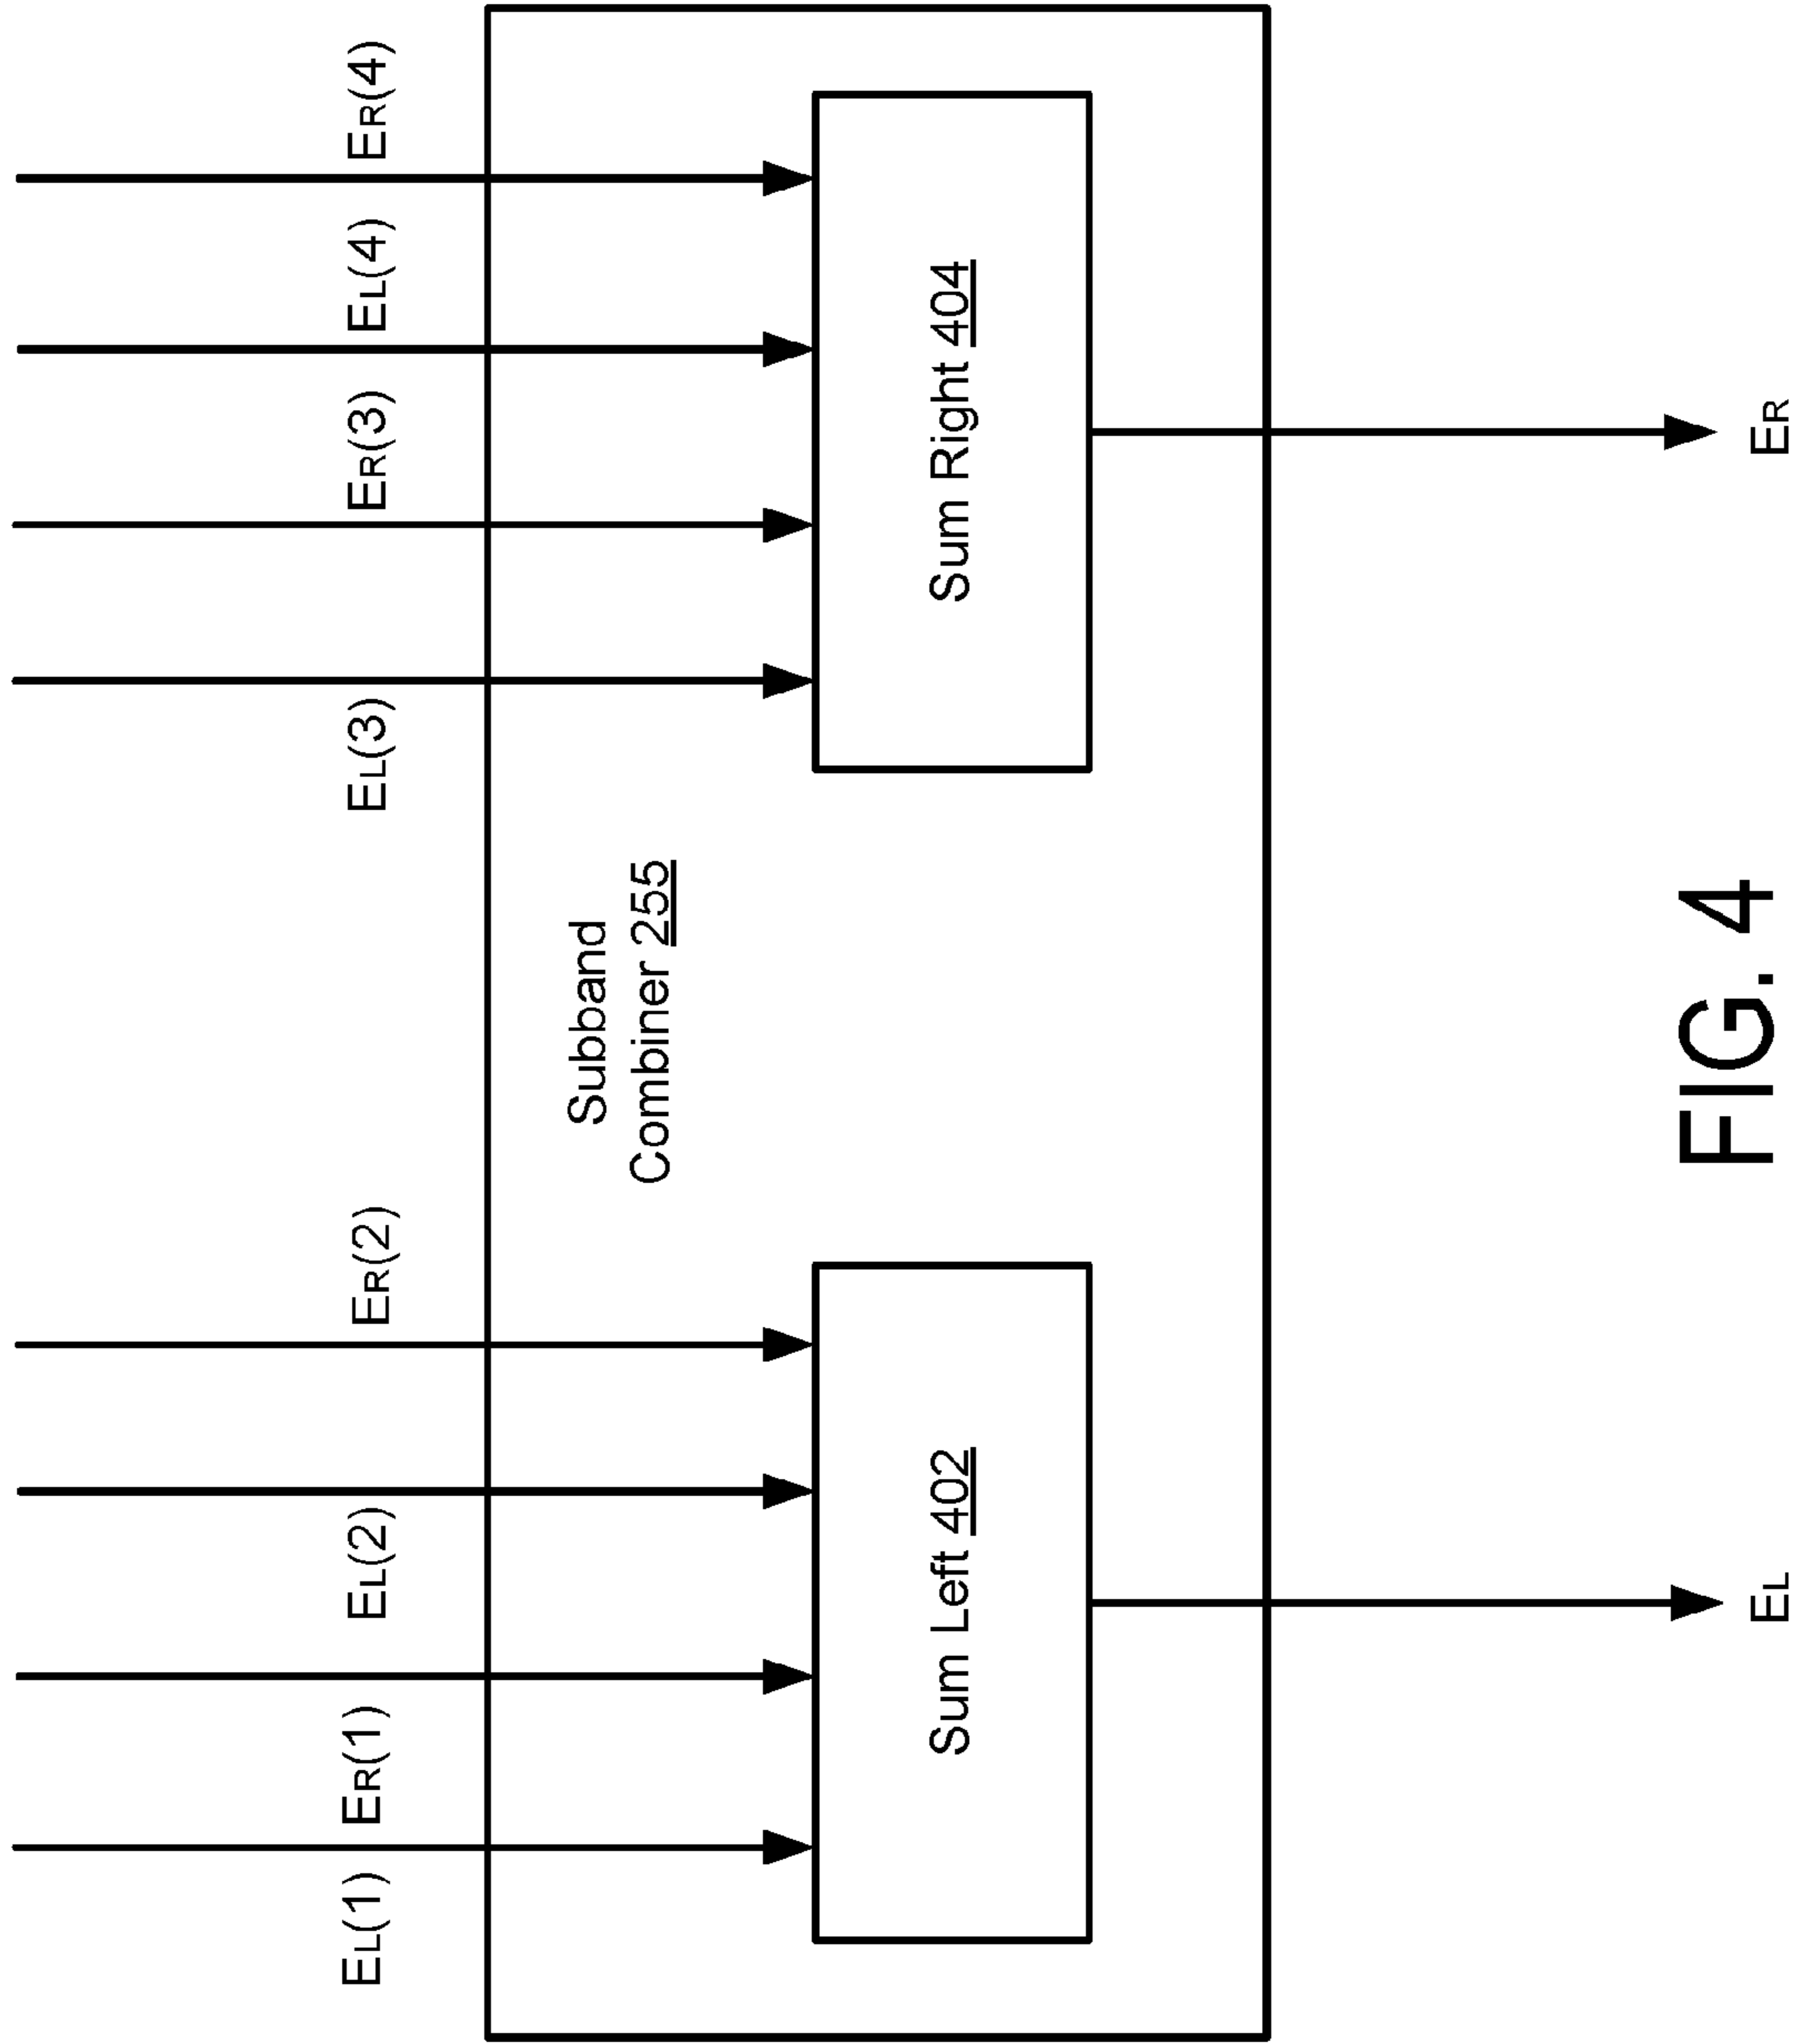 EL(1)
ER(1)
EL(2)
ER(2)
EL(3)
ER(3)
EL(4)
ER(4)
Subband
Combiner 255
Sum Left 402
Sum Right 404
EL
ER
FIG. 4